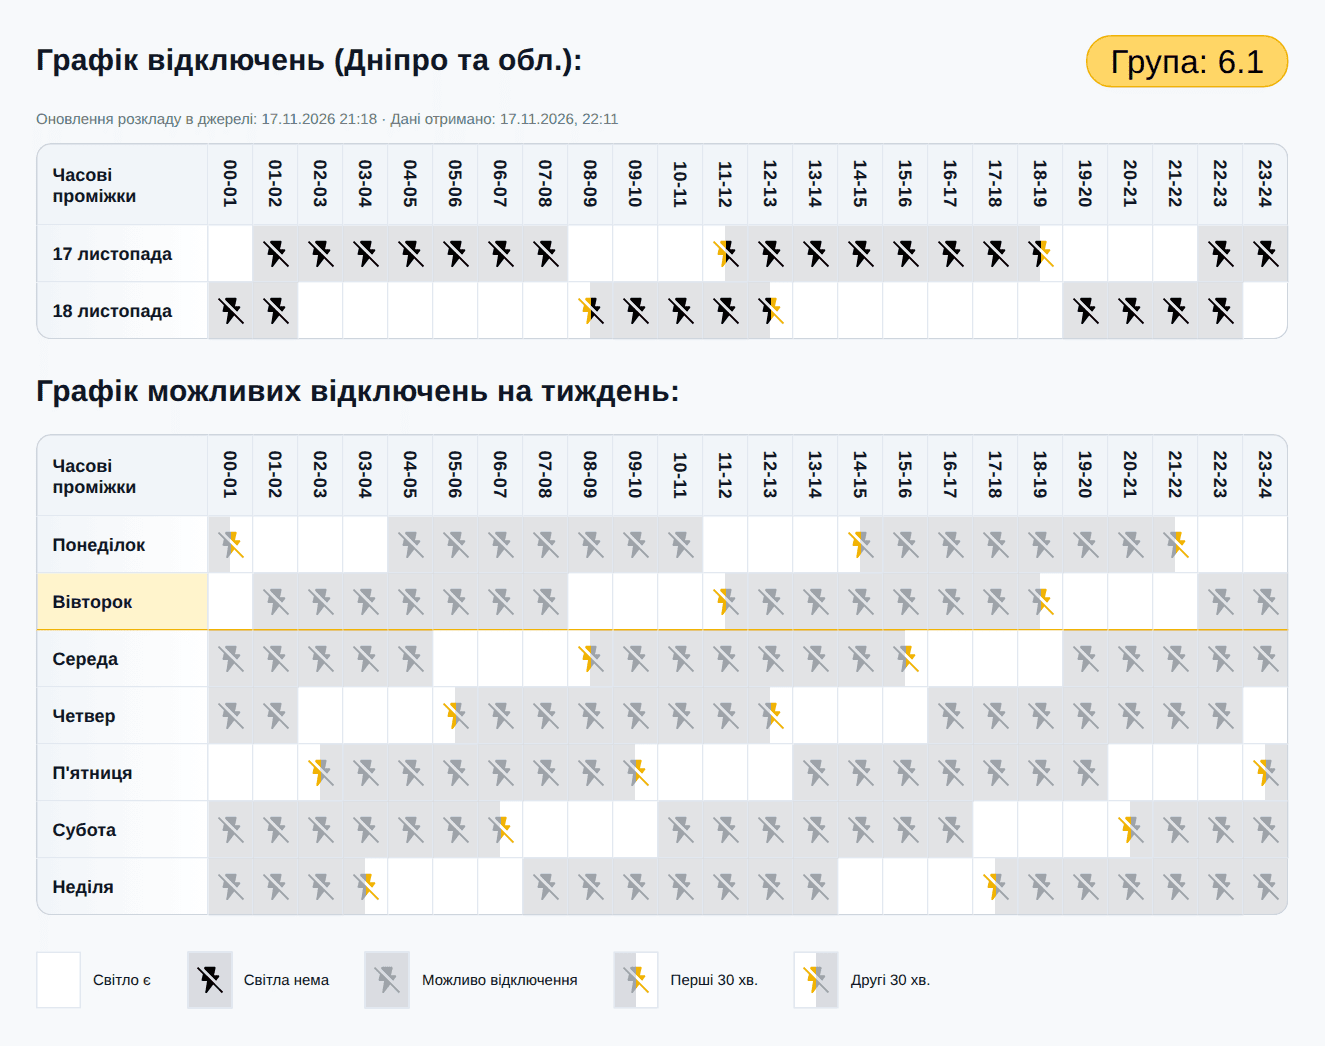 Графік відключень (Дніпро та обл.):
Група: 6.1
Оновлення розкладу в джерелі: 17.11.2026 21:18 · Дані отримано: 17.11.2026, 22:11
Часові
проміжки
00-01 01-02 02-03 03-04 04-05 05-06 06-07 07-08 08-09 09-10 10-11 11-12 12-13 13-14 14-15 15-16 16-17 17-18 18-19 19-20 20-21 21-22 22-23 23-24
17 листопада
18 листопада
Графік можливих відключень на тиждень:
Часові
проміжки
00-01 01-02 02-03 03-04 04-05 05-06 06-07 07-08 08-09 09-10 10-11 11-12 12-13 13-14 14-15 15-16 16-17 17-18 18-19 19-20 20-21 21-22 22-23 23-24
Понеділок
Вівторок
Середа
Четвер
П'ятниця
Субота
Неділя
Світло є
Світла нема
Можливо відключення
Перші 30 хв.
Другі 30 хв.